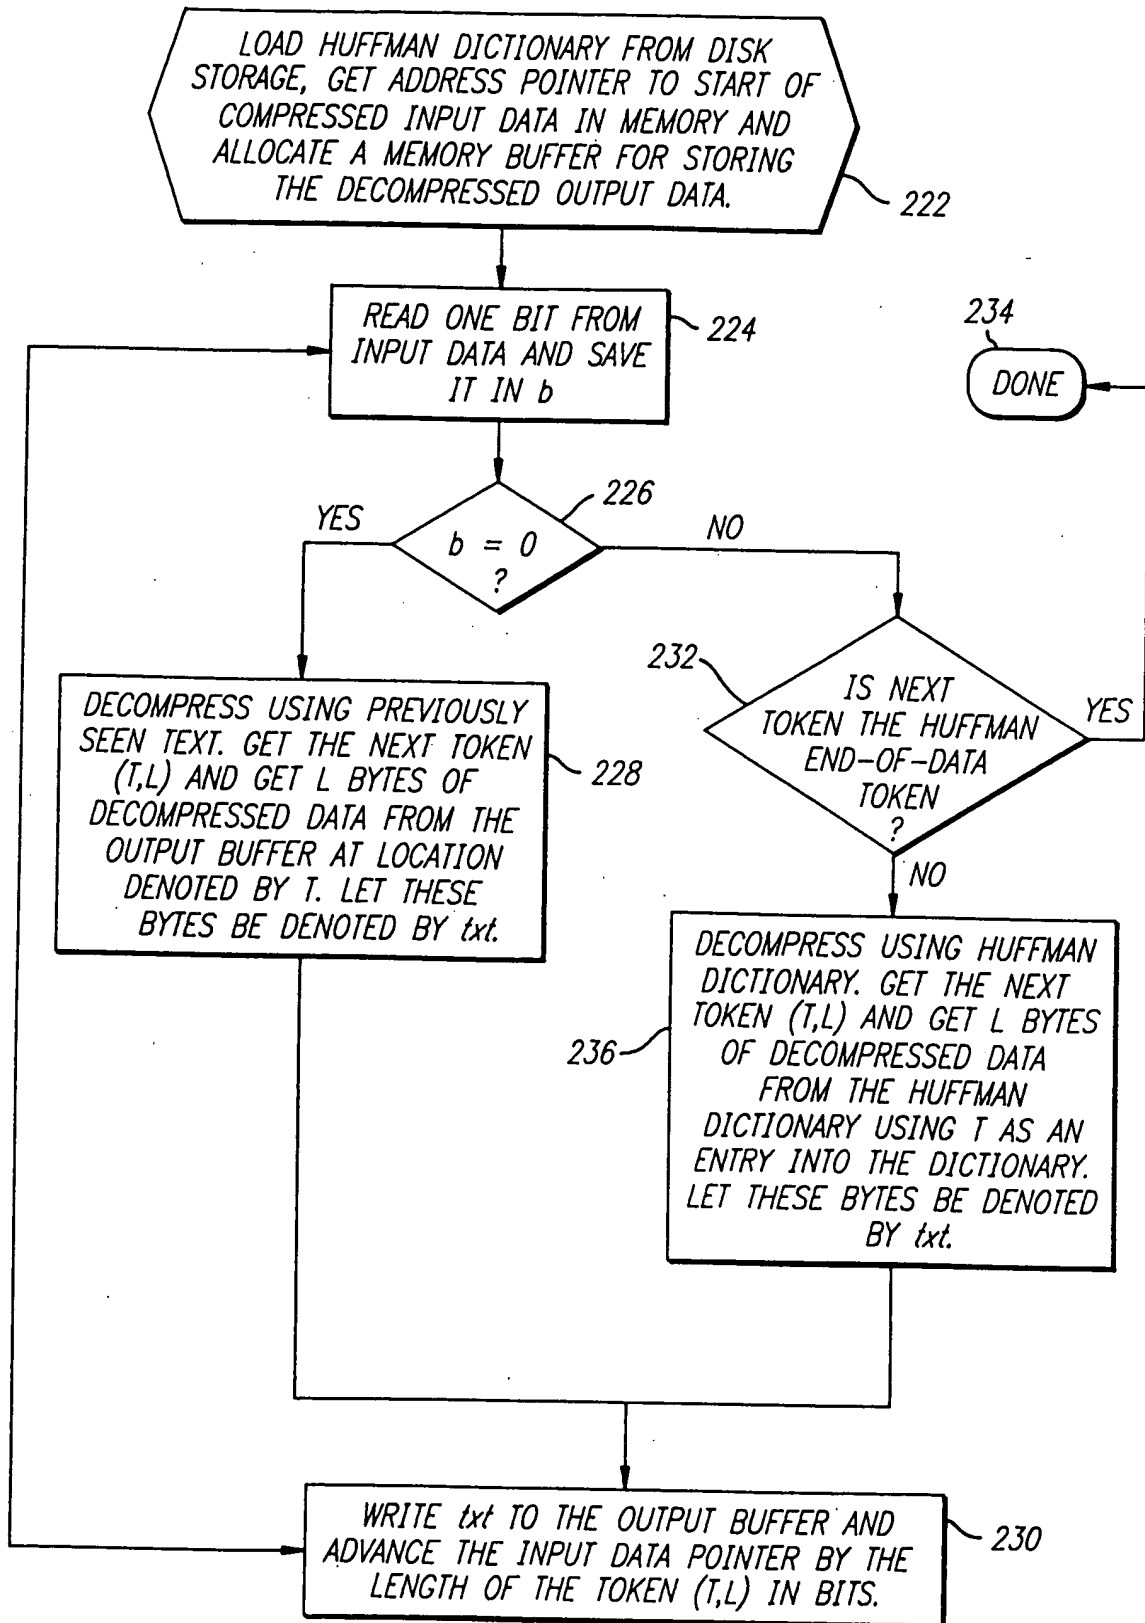 LOAD HUFFMAN DICTIONARY FROM DISK
STORAGE, GET ADDRESS POINTER TO START OF
COMPRESSED INPUT DATA IN MEMORY AND
ALLOCATE A MEMORY BUFFER FOR STORING
THE DECOMPRESSED OUTPUT DATA.
222
READ ONE BIT FROM
INPUT DATA AND SAVE
IT IN b
224
234
DONE
226
YES
b = 0
?
NO
232
IS NEXT
TOKEN THE HUFFMAN
END-OF-DATA
TOKEN
?
YES
NO
DECOMPRESS USING PREVIOUSLY
SEEN TEXT. GET THE NEXT TOKEN
(T,L) AND GET L BYTES OF
DECOMPRESSED DATA FROM THE
OUTPUT BUFFER AT LOCATION
DENOTED BY T. LET THESE
BYTES BE DENOTED BY txt.
228
DECOMPRESS USING HUFFMAN
DICTIONARY. GET THE NEXT
TOKEN (T,L) AND GET L BYTES
OF DECOMPRESSED DATA
FROM THE HUFFMAN
DICTIONARY USING T AS AN
ENTRY INTO THE DICTIONARY.
LET THESE BYTES BE DENOTED
BY txt.
236
WRITE txt TO THE OUTPUT BUFFER AND
ADVANCE THE INPUT DATA POINTER BY THE
LENGTH OF THE TOKEN (T,L) IN BITS.
230